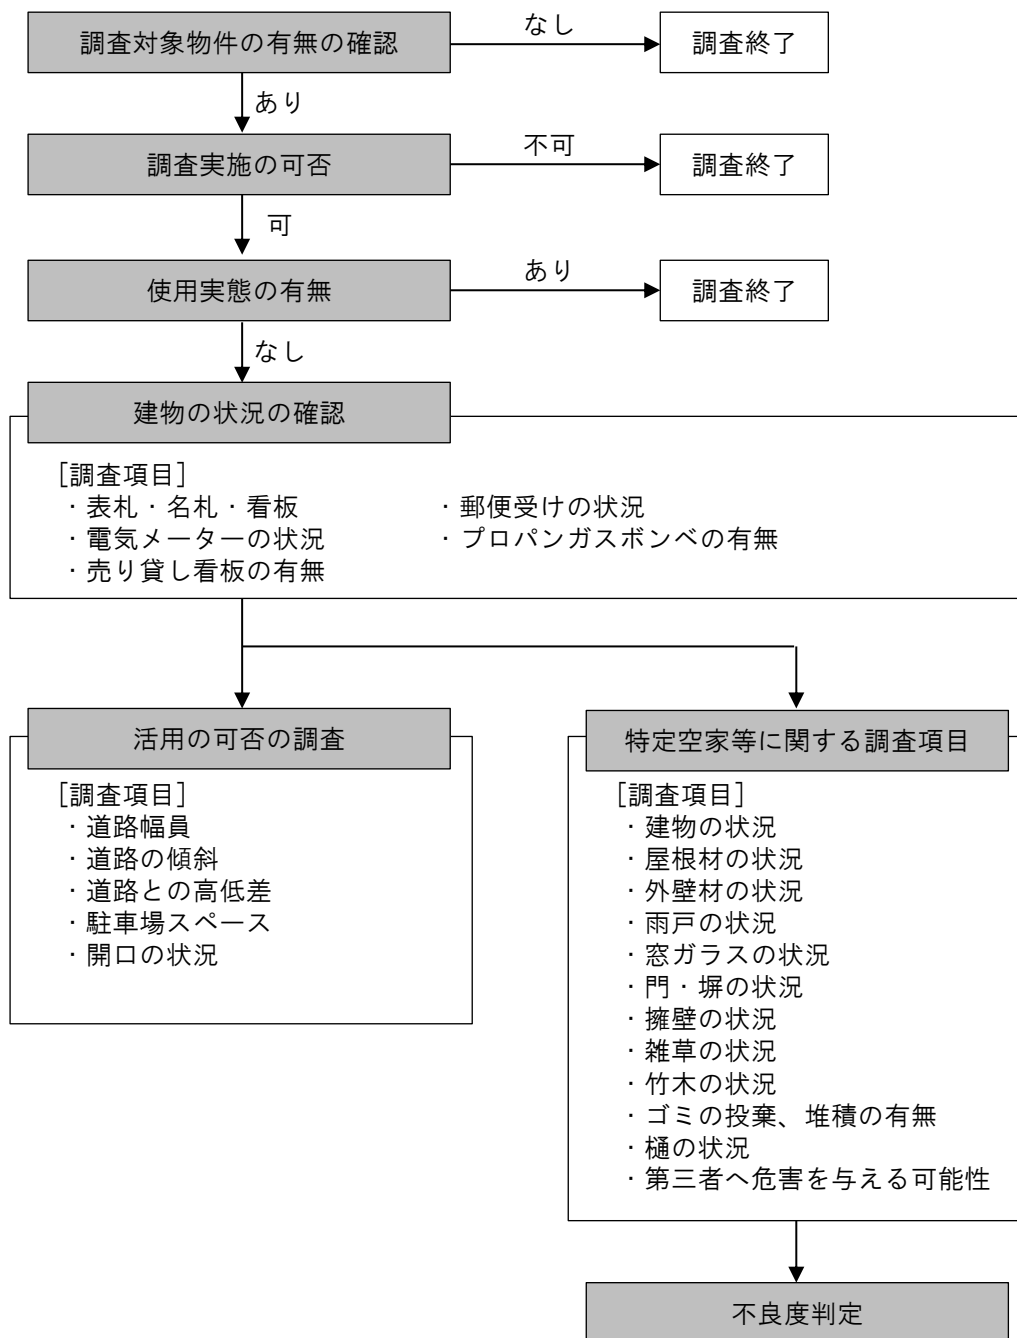 調査対象物件の有無の確認
なし
調査終了
あり
調査実施の可否
不可
調査終了
可
使用実態の有無
あり
調査終了
なし
建物の状況の確認
［調査項目］
・表札・名札・看板
・郵便受けの状況
・電気メーターの状況
・プロパンガスボンベの有無
・売り貸し看板の有無
活用の可否の調査
［調査項目］
・道路幅員
・道路の傾斜
・道路との高低差
・駐車場スペース
・開口の状況
特定空家等に関する調査項目
［調査項目］
・建物の状況
・屋根材の状況
・外壁材の状況
・雨戸の状況
・窓ガラスの状況
・門・塀の状況
・擁壁の状況
・雑草の状況
・竹木の状況
・ゴミの投棄、堆積の有無
・樋の状況
・第三者へ危害を与える可能性
不良度判定